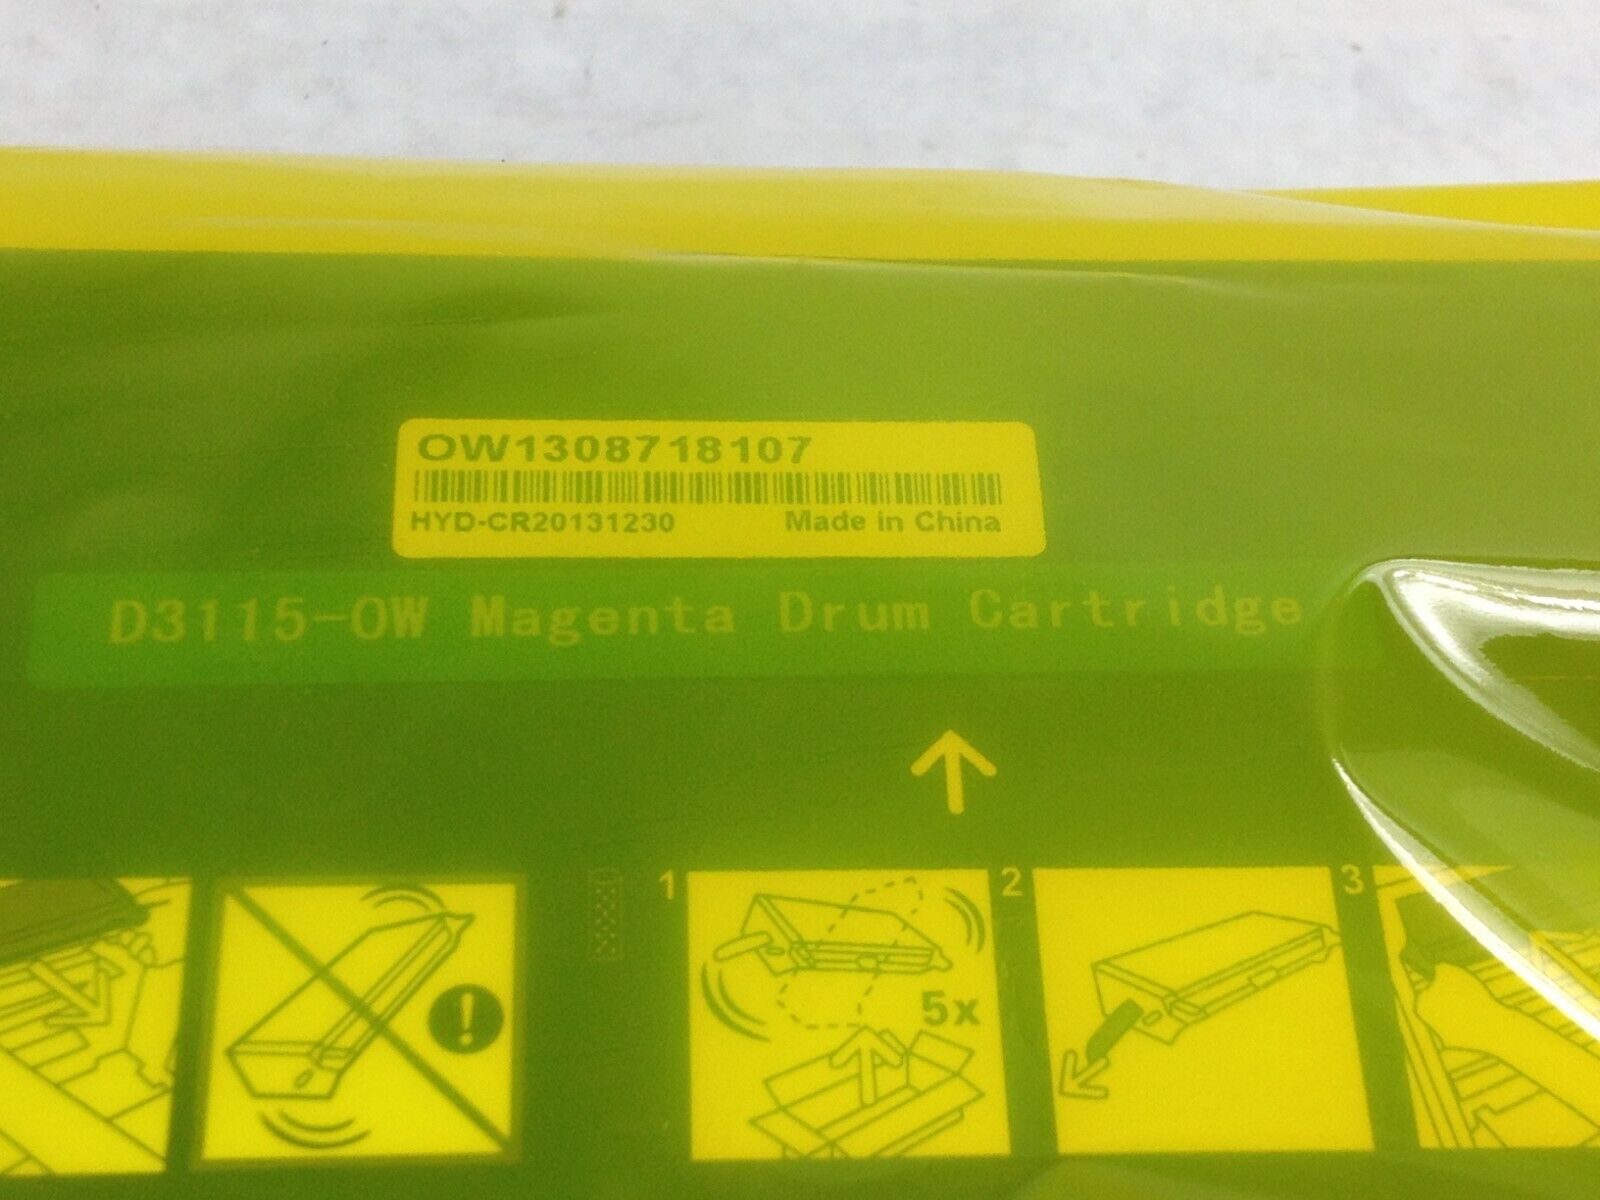 OW1308718107
HYD-CR20131230 Made in China
D3115-OW Magenta Drum Cartridge
1
2
3
5x